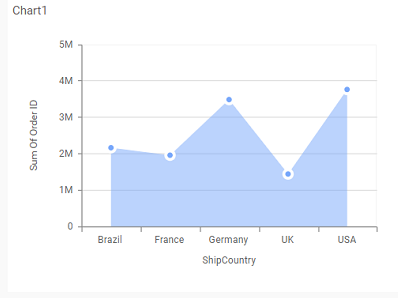 Chart1
5M
4M
3M
2M
1M
0
Sum Of Order ID
Brazil France Germany UK USA
ShipCountry